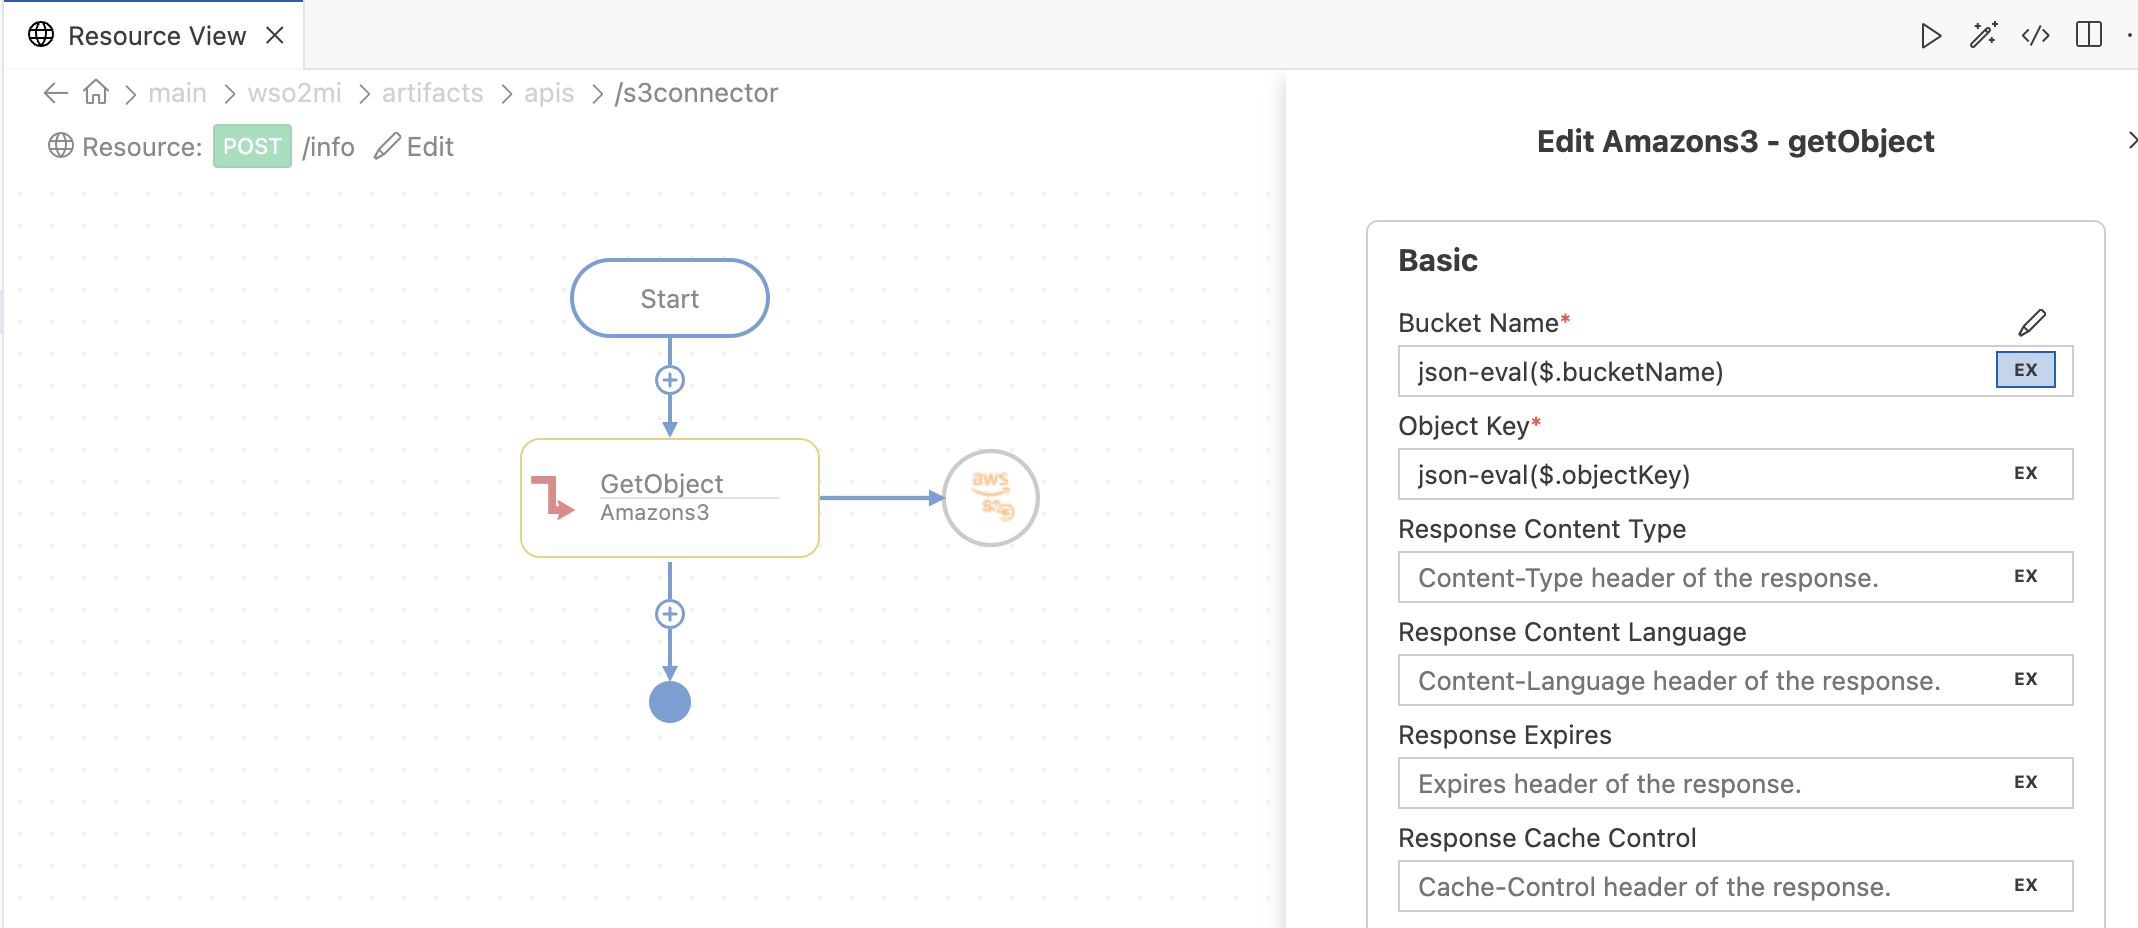 Resource View
main wso2mi artifacts apis /s3connector
Resource: POST /info Edit
Start
GetObject
Amazons3
aws
Edit Amazons3 - getObject
Basic
Bucket Name*
json-eval($.bucketName) EX
Object Key*
json-eval($.objectKey) EX
Response Content Type
Content-Type header of the response. EX
Response Content Language
Content-Language header of the response. EX
Response Expires
Expires header of the response. EX
Response Cache Control
Cache-Control header of the response. EX